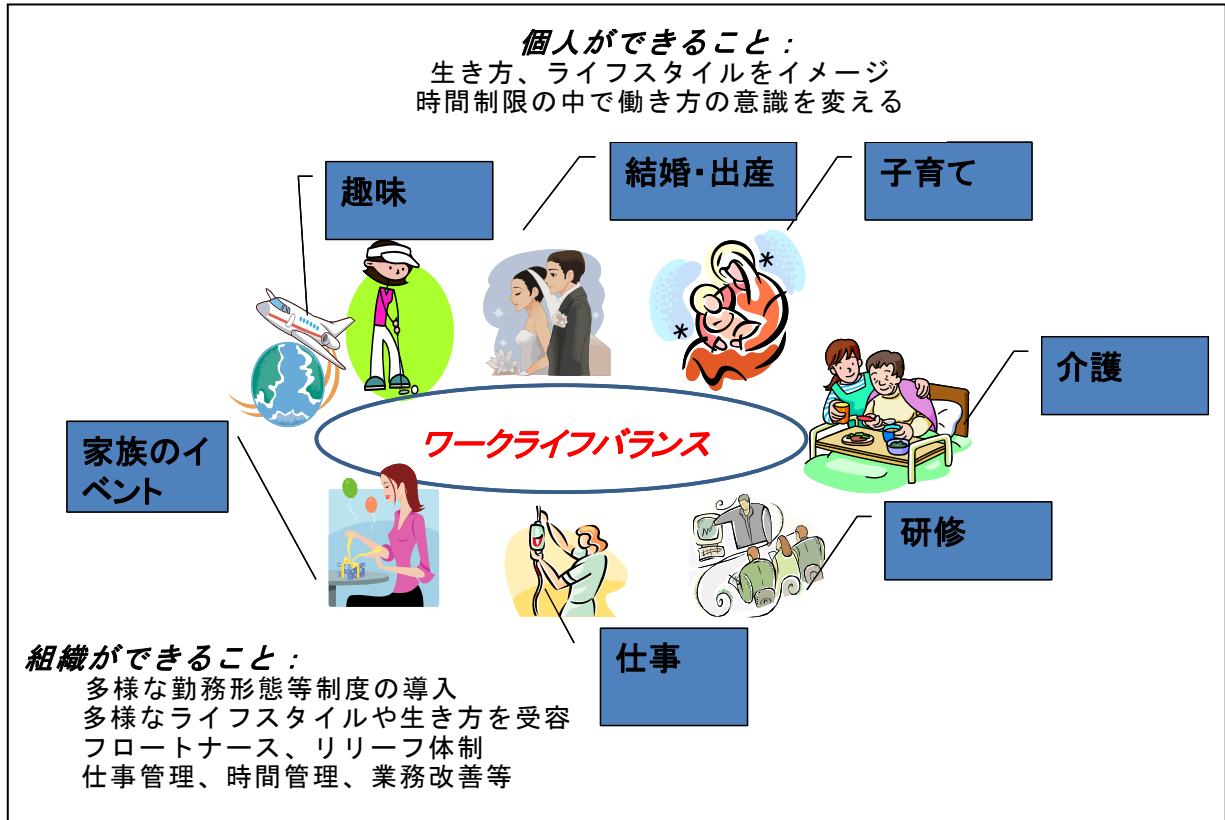 個人ができること：
生き方、ライフスタイルをイメージ
時間制限の中で働き方の意識を変える
趣味
結婚・出産
子育て
介護
ワークライフバランス
家族のイ
ベント
研修
仕事
組織ができること：
多様な勤務形態等制度の導入
多様なライフスタイルや生き方を受容
フロートナース、リリーフ体制
仕事管理、時間管理、業務改善等